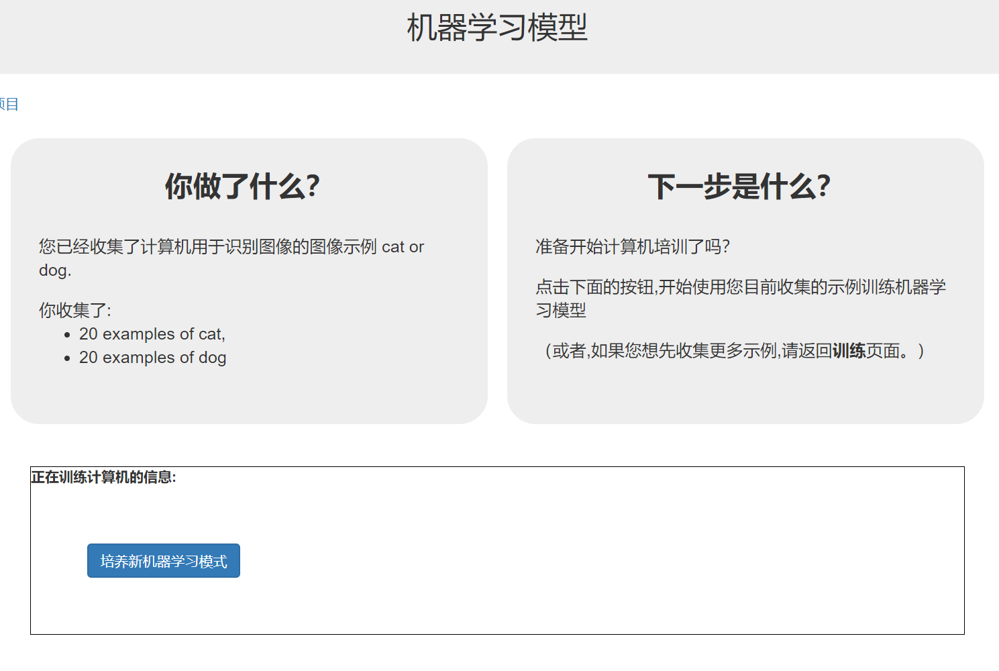 机器学习模型
项目
你做了什么?
您已经收集了计算机用于识别图像的图像示例 cat or
dog.
你收集了:
20 examples of cat,
20 examples of dog
下一步是什么?
准备开始计算机培训了吗?
点击下面的按钮,开始使用您目前收集的示例训练机器学
习模型
（或者,如果您想先收集更多示例,请返回训练页面。）
正在训练计算机的信息:
培养新机器学习模式